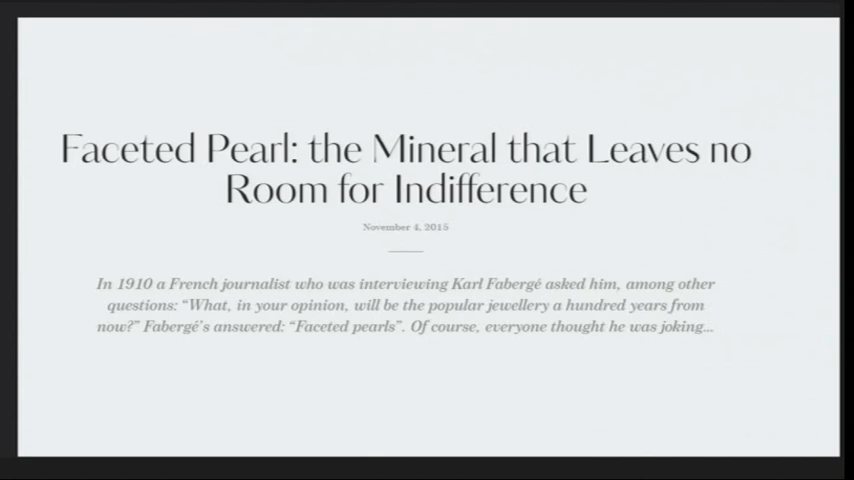 Faceted Pearl: the Mineral that Leaves no
Room for Indifference
November 4, 2015
In 1910 a French journalist who was interviewing Karl Fabergé asked him, among other
questions: “What, in your opinion, will be the popular jewellery a hundred years from
now?” Fabergé’s answered: “Faceted pearls”. Of course, everyone thought he was joking...